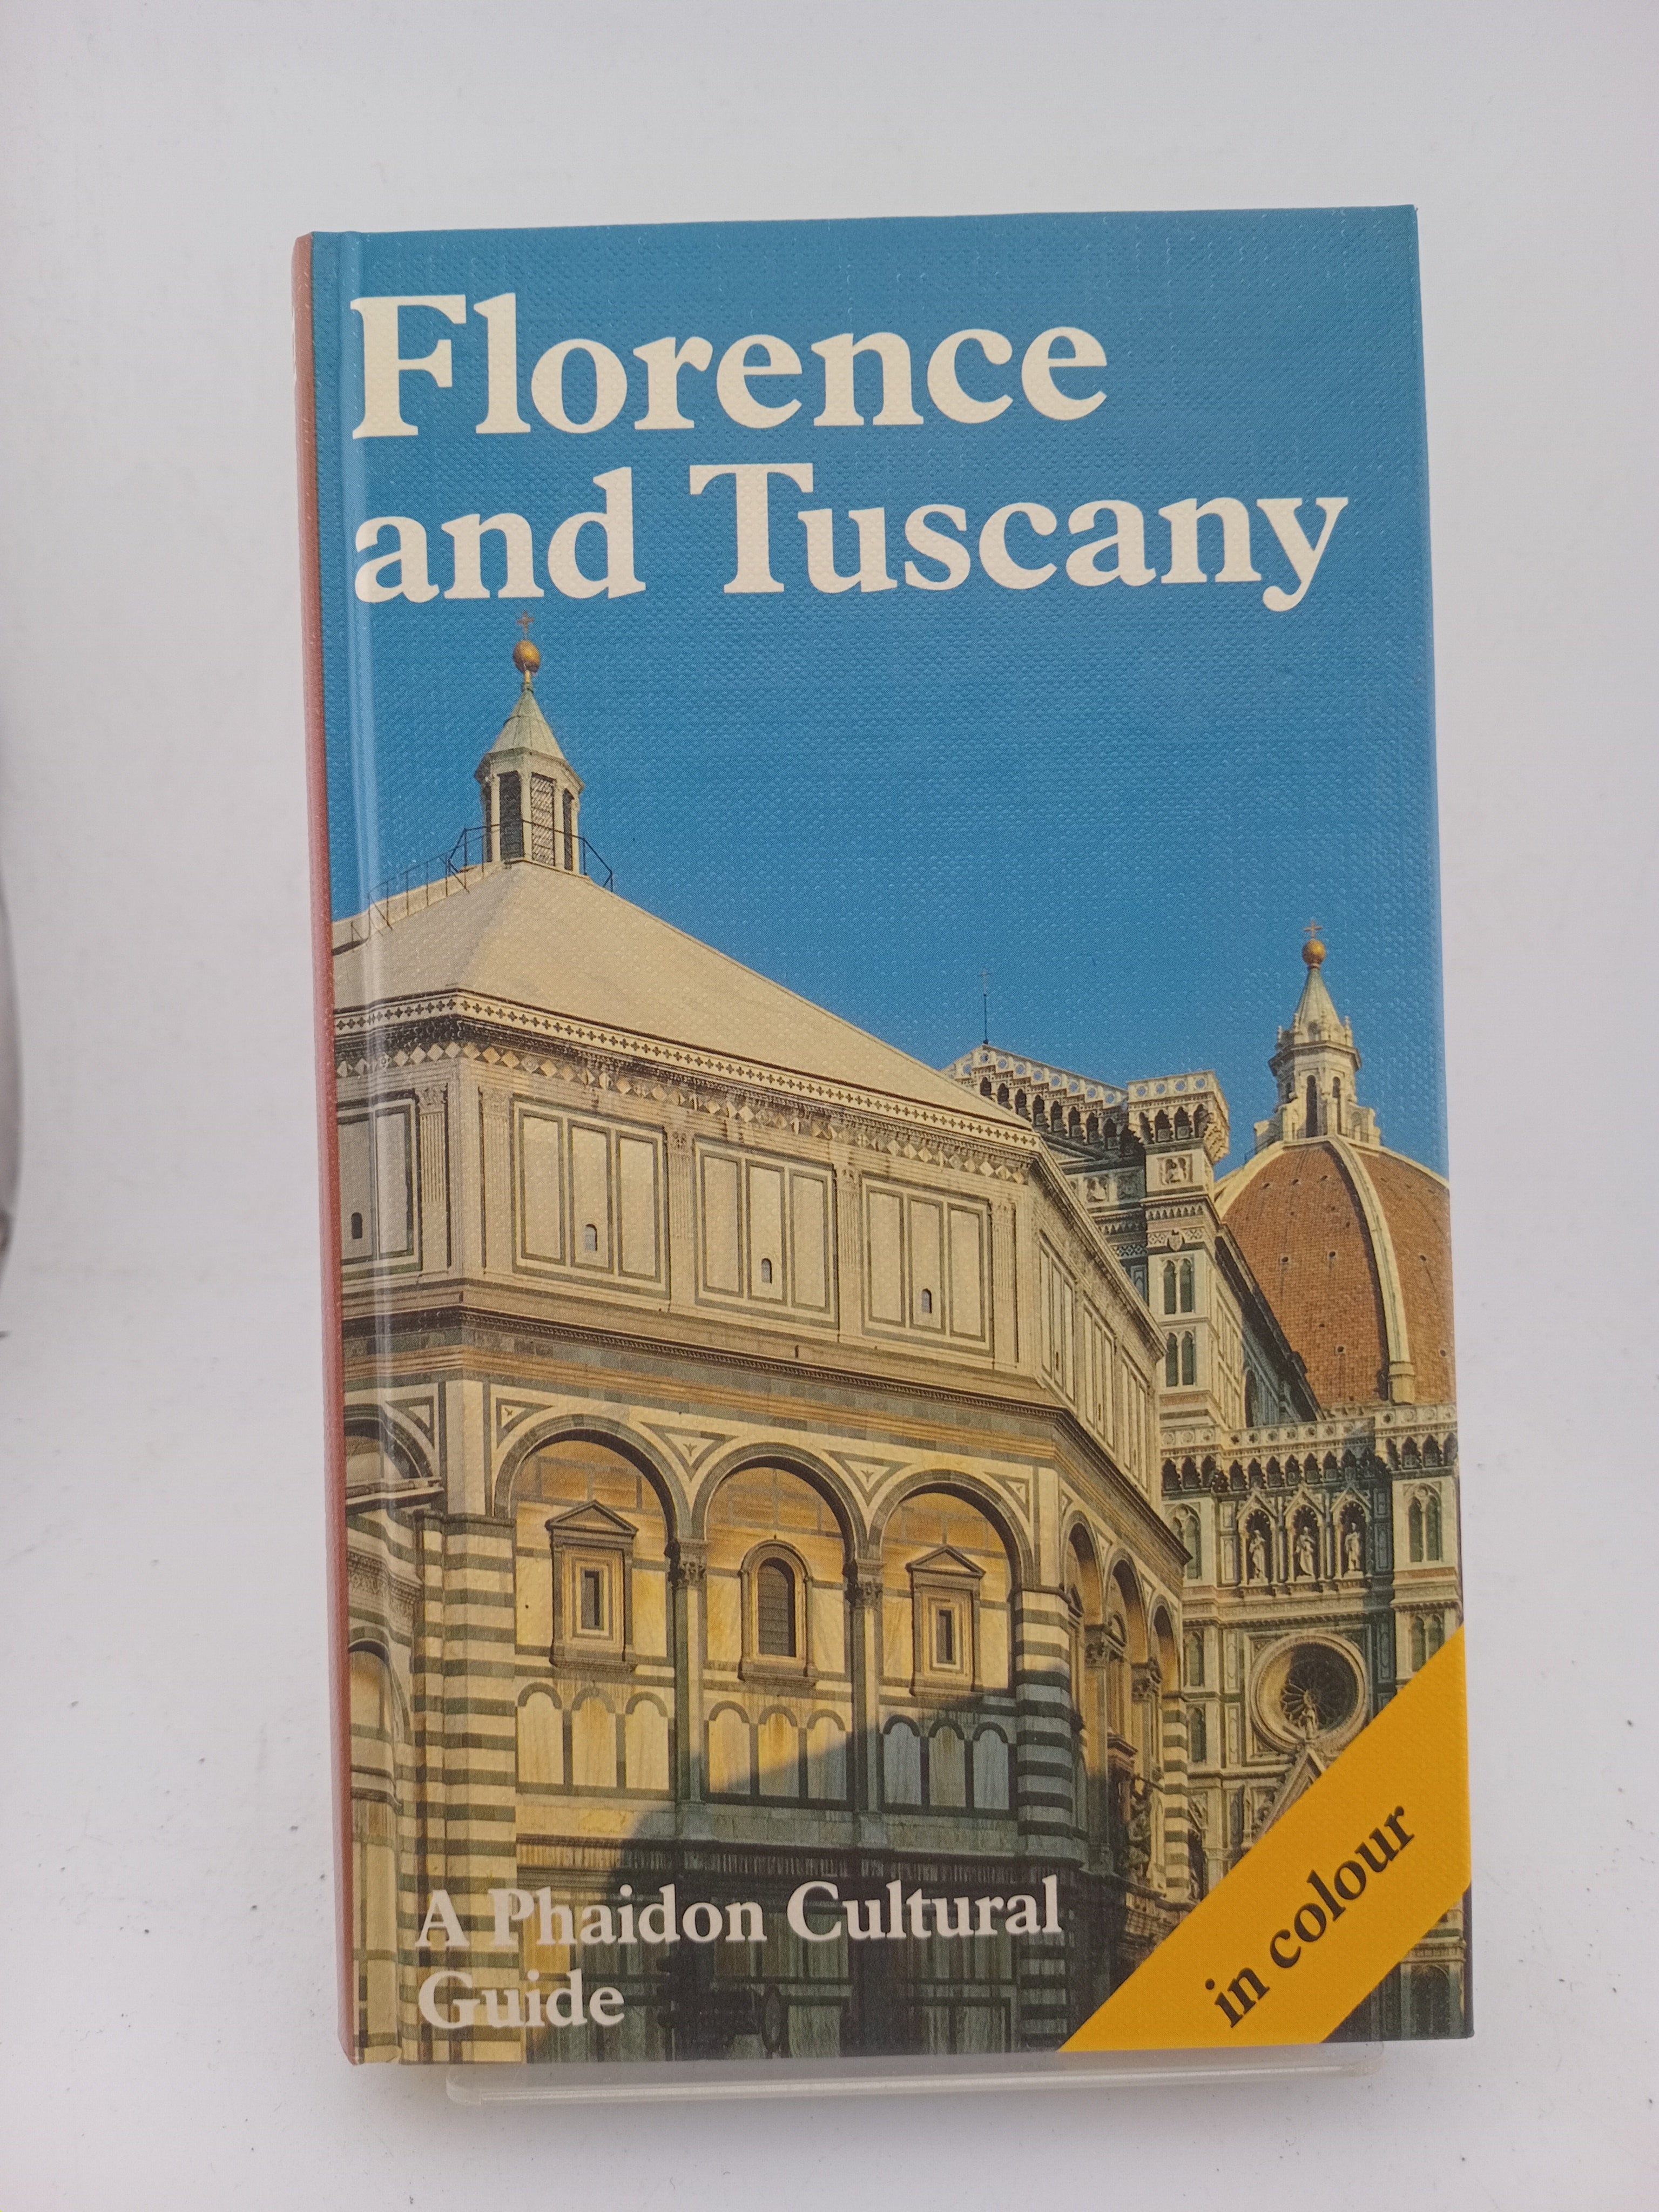 Florence
and Tuscany
A Phaidon Cultural
Guide
in colour